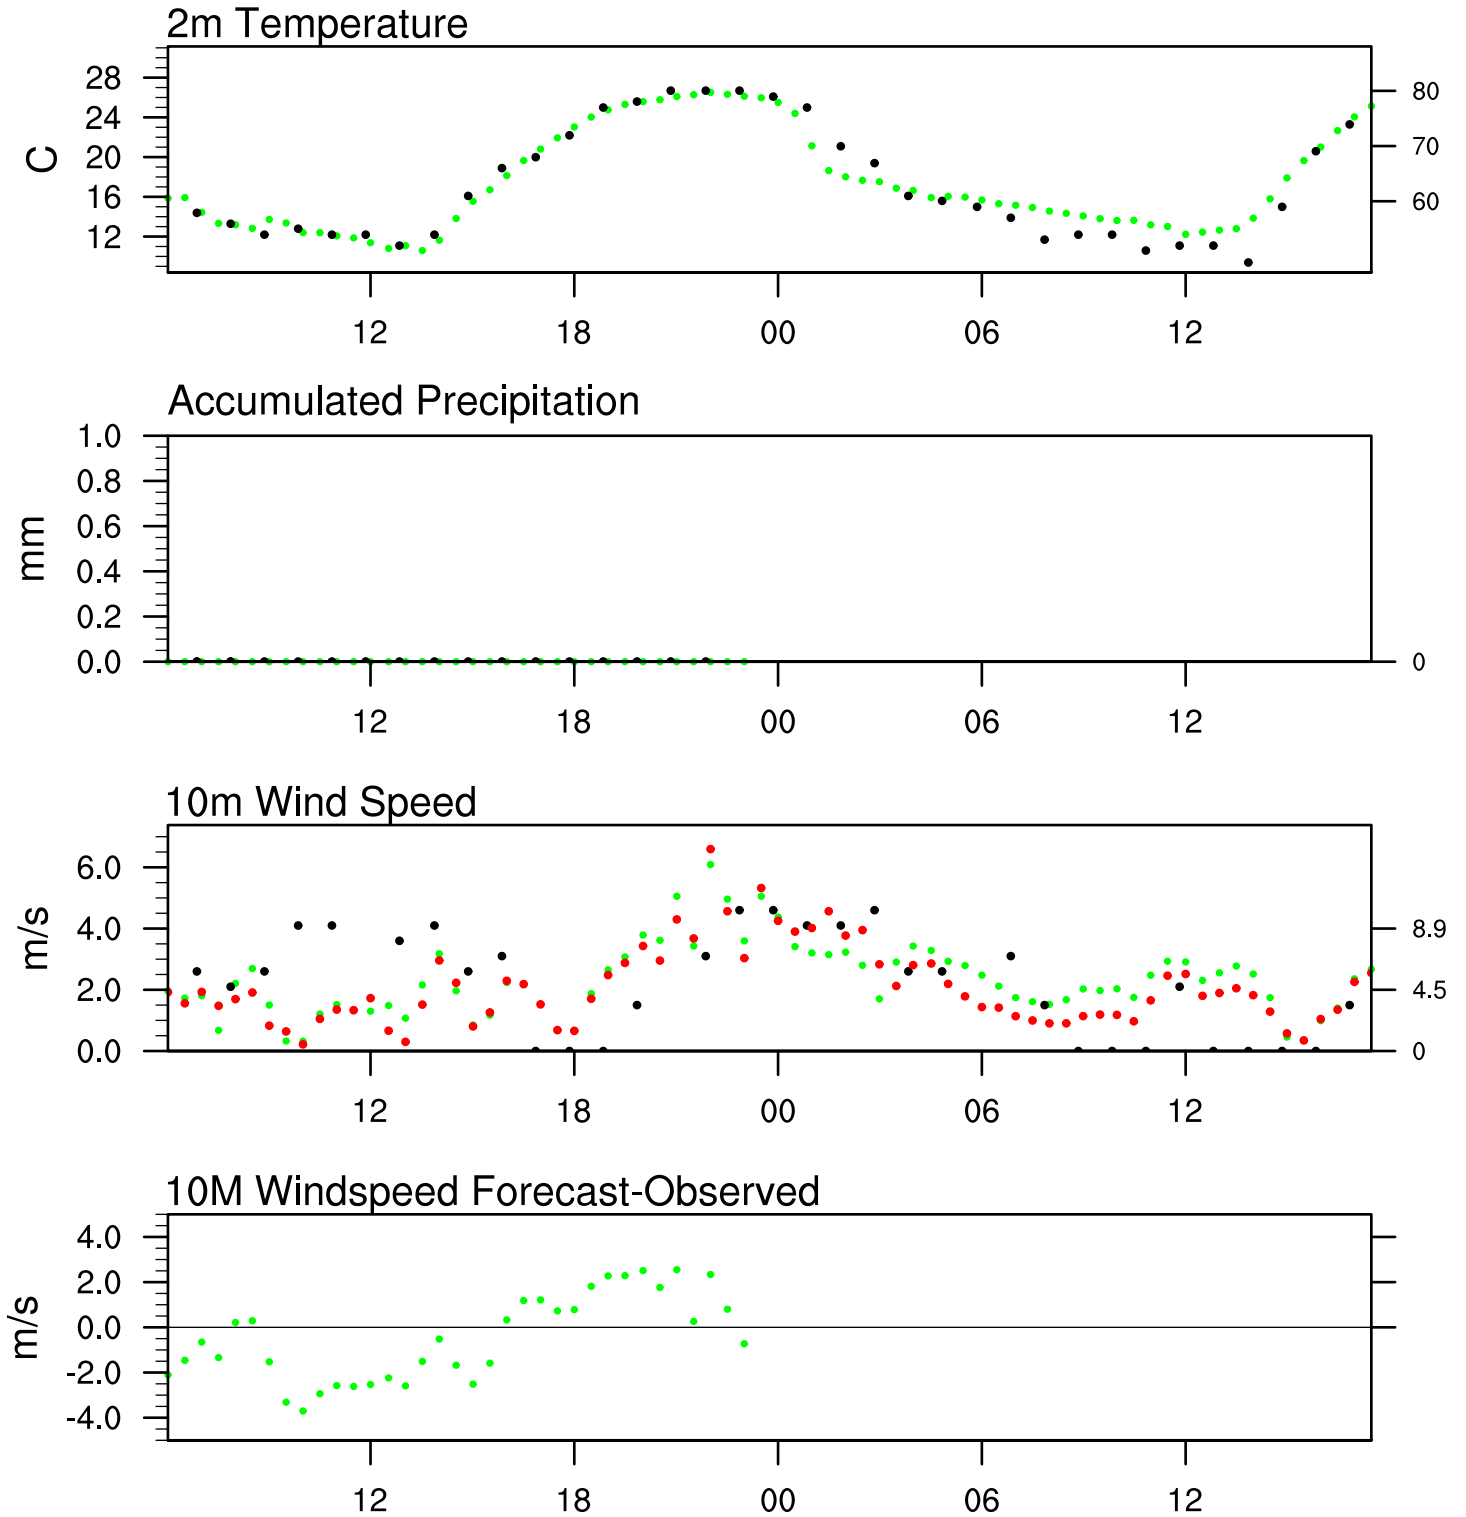 2m Temperature
28
24
20
16
12
C
80
70
60
12 18 00 06 12
Accumulated Precipitation
1.0
0.8
0.6
0.4
0.2
0.0
mm
0
12 18 00 06 12
10m Wind Speed
6.0
4.0
2.0
0.0
m/s
8.9
4.5
0
12 18 00 06 12
10M Windspeed Forecast-Observed
4.0
2.0
0.0
-2.0
-4.0
m/s
12 18 00 06 12